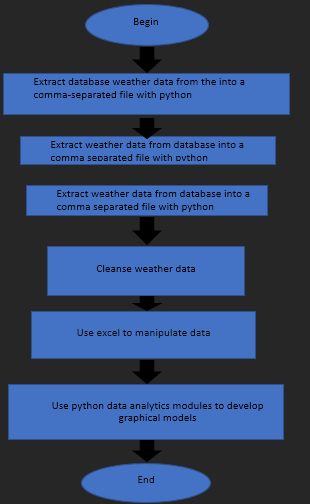 Begin
Extract database weather data from the into a
comma-separated file with python
Extract weather data from database into a
comma separated file with python
Extract weather data from database into a
comma separated file with python
Cleanse weather data
Use excel to manipulate data
Use python data analytics modules to develop
graphical models
End